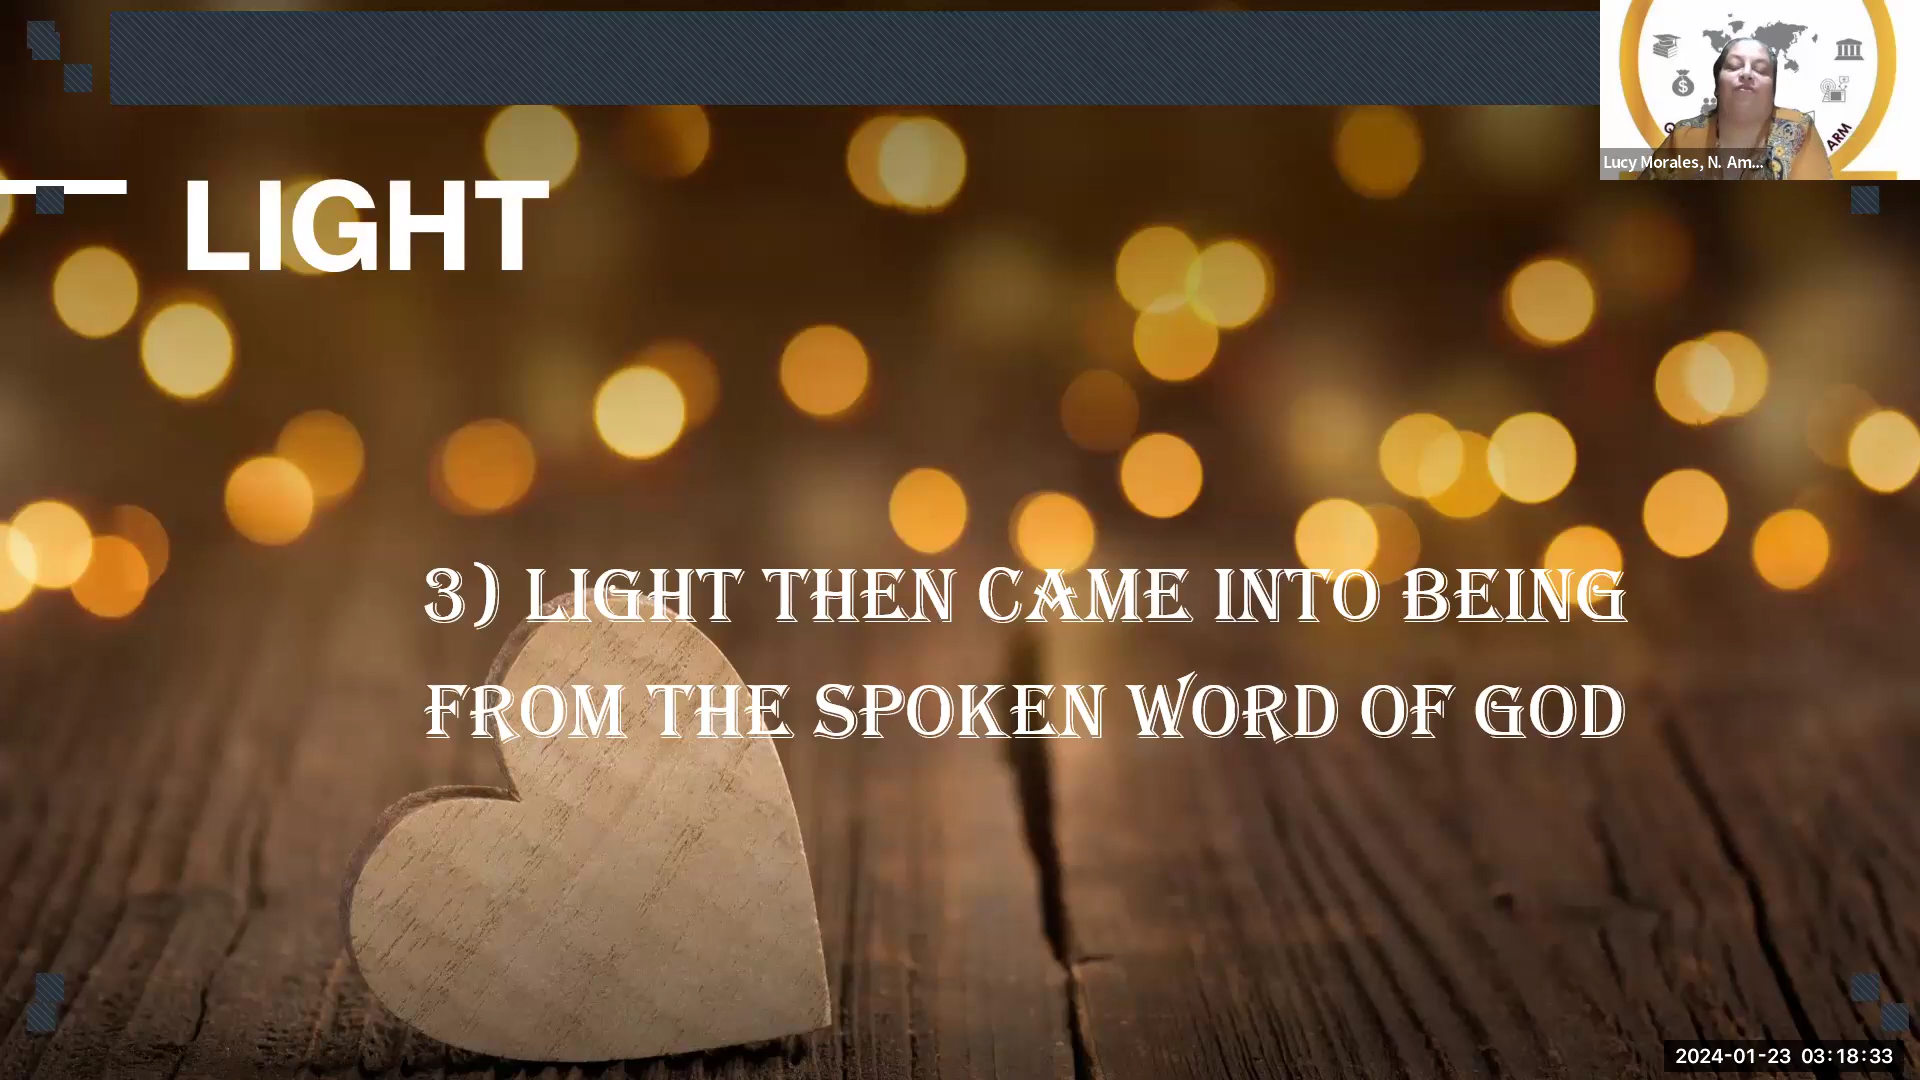 LIGHT
3) LIGHT THEN CAME INTO BEING
FROM THE SPOKEN WORD OF GOD
ARM
Lucy Morales, N. Am...
2024-01-23 03:18:33